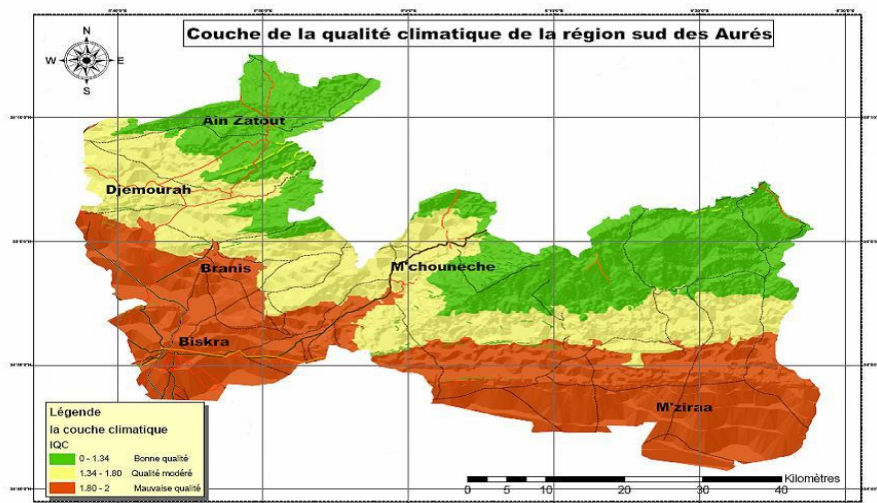 Couche de la qualité climatique de la région sud des Aurés
N
W E
S
Ain Zatout
Djemourah
Branis
M'chouneche
Biskra
M'ziraa
Légende
la couche climatique
IQC
0 - 1.34 Bonne qualité
1.34 - 1.80 Qualité modéré
1.80 - 2 Mauvaise qualité
Kilomètres
0 5 10 20 30 40